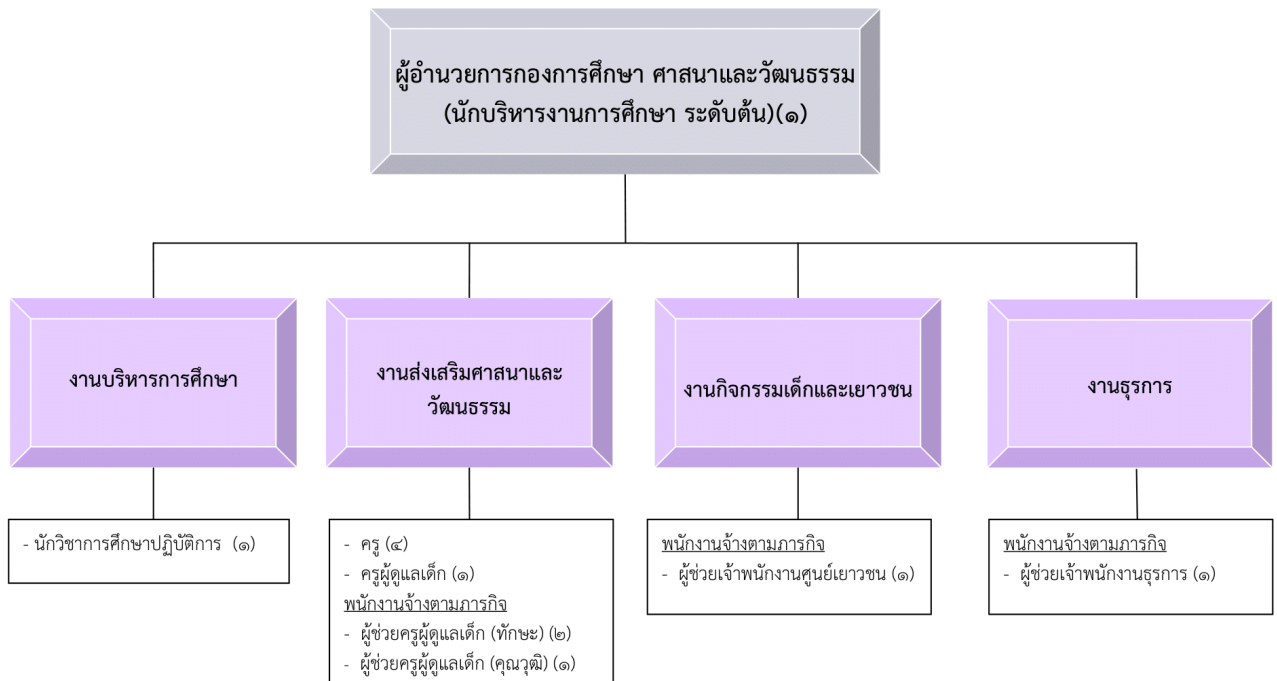 ผู้อำนวยการกองการศึกษา ศาสนาและวัฒนธรรม
(นักบริหารงานการศึกษา ระดับต้น)(๑)
งานบริหารการศึกษา
งานส่งเสริมศาสนาและ
วัฒนธรรม
งานกิจกรรมเด็กและเยาวชน
งานธุรการ
- นักวิชาการศึกษาปฏิบัติการ (๑)
- ครู (๔)
- ครูผู้ดูแลเด็ก (๑)
พนักงานจ้างตามภารกิจ
- ผู้ช่วยครูผู้ดูแลเด็ก (ทักษะ) (๒)
- ผู้ช่วยครูผู้ดูแลเด็ก (คุณวุฒิ) (๑)
พนักงานจ้างตามภารกิจ
- ผู้ช่วยเจ้าพนักงานศูนย์เยาวชน (๑)
พนักงานจ้างตามภารกิจ
- ผู้ช่วยเจ้าพนักงานธุรการ (๑)